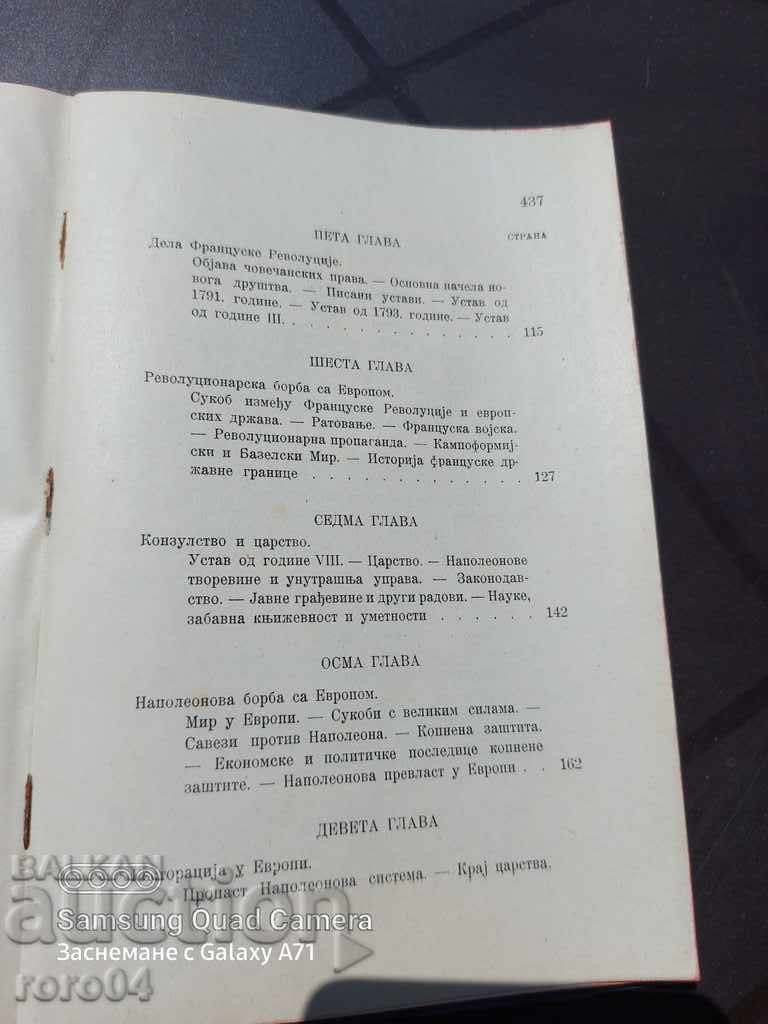 437
ПЕТА ГЛАВА
СТРАНА
Дела Француске Револуције.
Објава човечанских права. — Основна начела но-
вога друштва. — Писани устави. — Устав од
1791. године. — Устав од 1793. године. — Устав
од године III. . . . . . . . . . . . . . 115
ШЕСТА ГЛАВА
Револуционарска борба са Европом.
Сукоб између Француске Револуције и европ-
ских држава. — Ратовање. — Француска војска.
— Револуционарна пропаганда. — Кампоформиј-
ски и Базелски Мир. — Историја француске др-
жавне границе . . . . . . . . . . . . 127
СЕДМА ГЛАВА
Конзулство и царство.
Устав од године VIII. — Царство. — Наполеонове
творевине и унутрашња управа. — Законодав-
ство. — Јавне грађевине и други радови. — Науке,
забавна књижевност и уметности . . . . . . 142
ОСМА ГЛАВА
Наполеонова борба са Европом.
Мир у Европи. — Сукоби с великим силама. —
Савези против Наполеона. — Копнена заштита.
— Економске и политичке последице копнене
заштите. — Наполеонова превласт у Европи . . 162
ДЕВЕТА ГЛАВА
у Европи.
Пропаст Наполеонова система. — Крај царства.
BALKAN
auction
Samsung Quad Camera
Заснемане с Galaxy A71
roro04